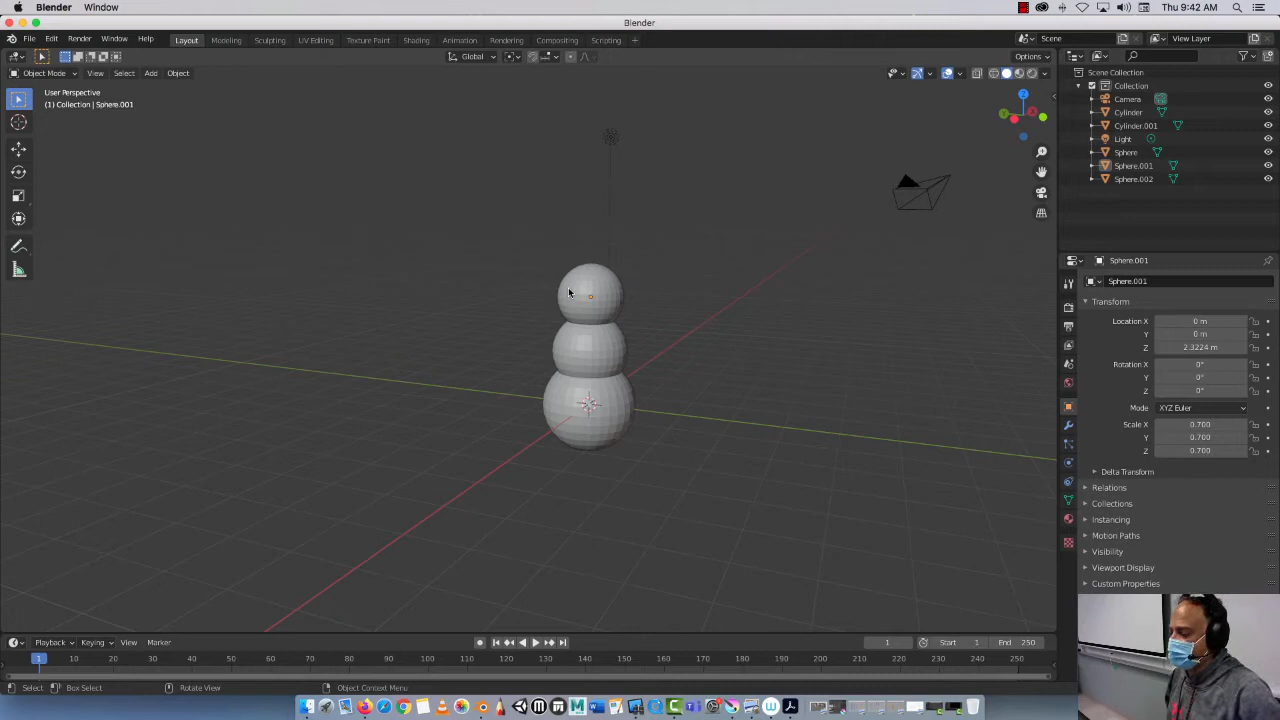 Blender Window Thu 9:42 AM
Blender
File Edit Render Window Help Layout Modeling Sculpting UV Editing Texture Paint Shading Animation Rendering Compositing Scripting + Scene View Layer
Global Options
Object Mode View Select Add Object
User Perspective
(1) Collection | Sphere.001
Z
Scene Collection
Collection
Camera
Cylinder
Cylinder.001
Light
Sphere
Sphere.001
Sphere.002
Sphere.001
Sphere.001
Transform
Location X 0 m
Y 0 m
Z 2.3224 m
Rotation X 0°
Y 0°
Z 0°
Mode XYZ Euler
Scale X 0.700
Y 0.700
Z 0.700
Delta Transform
Relations
Collections
Instancing
Motion Paths
Visibility
Viewport Display
Custom Properties
Playback Keying View Marker 1 Start 1 End 250
1 10 20 30 40 50 60 70 80 90 100 110 120 130 140 150 160 170 180 190 200 210 220 230 240 250
Select Box Select Rotate View Object Context Menu